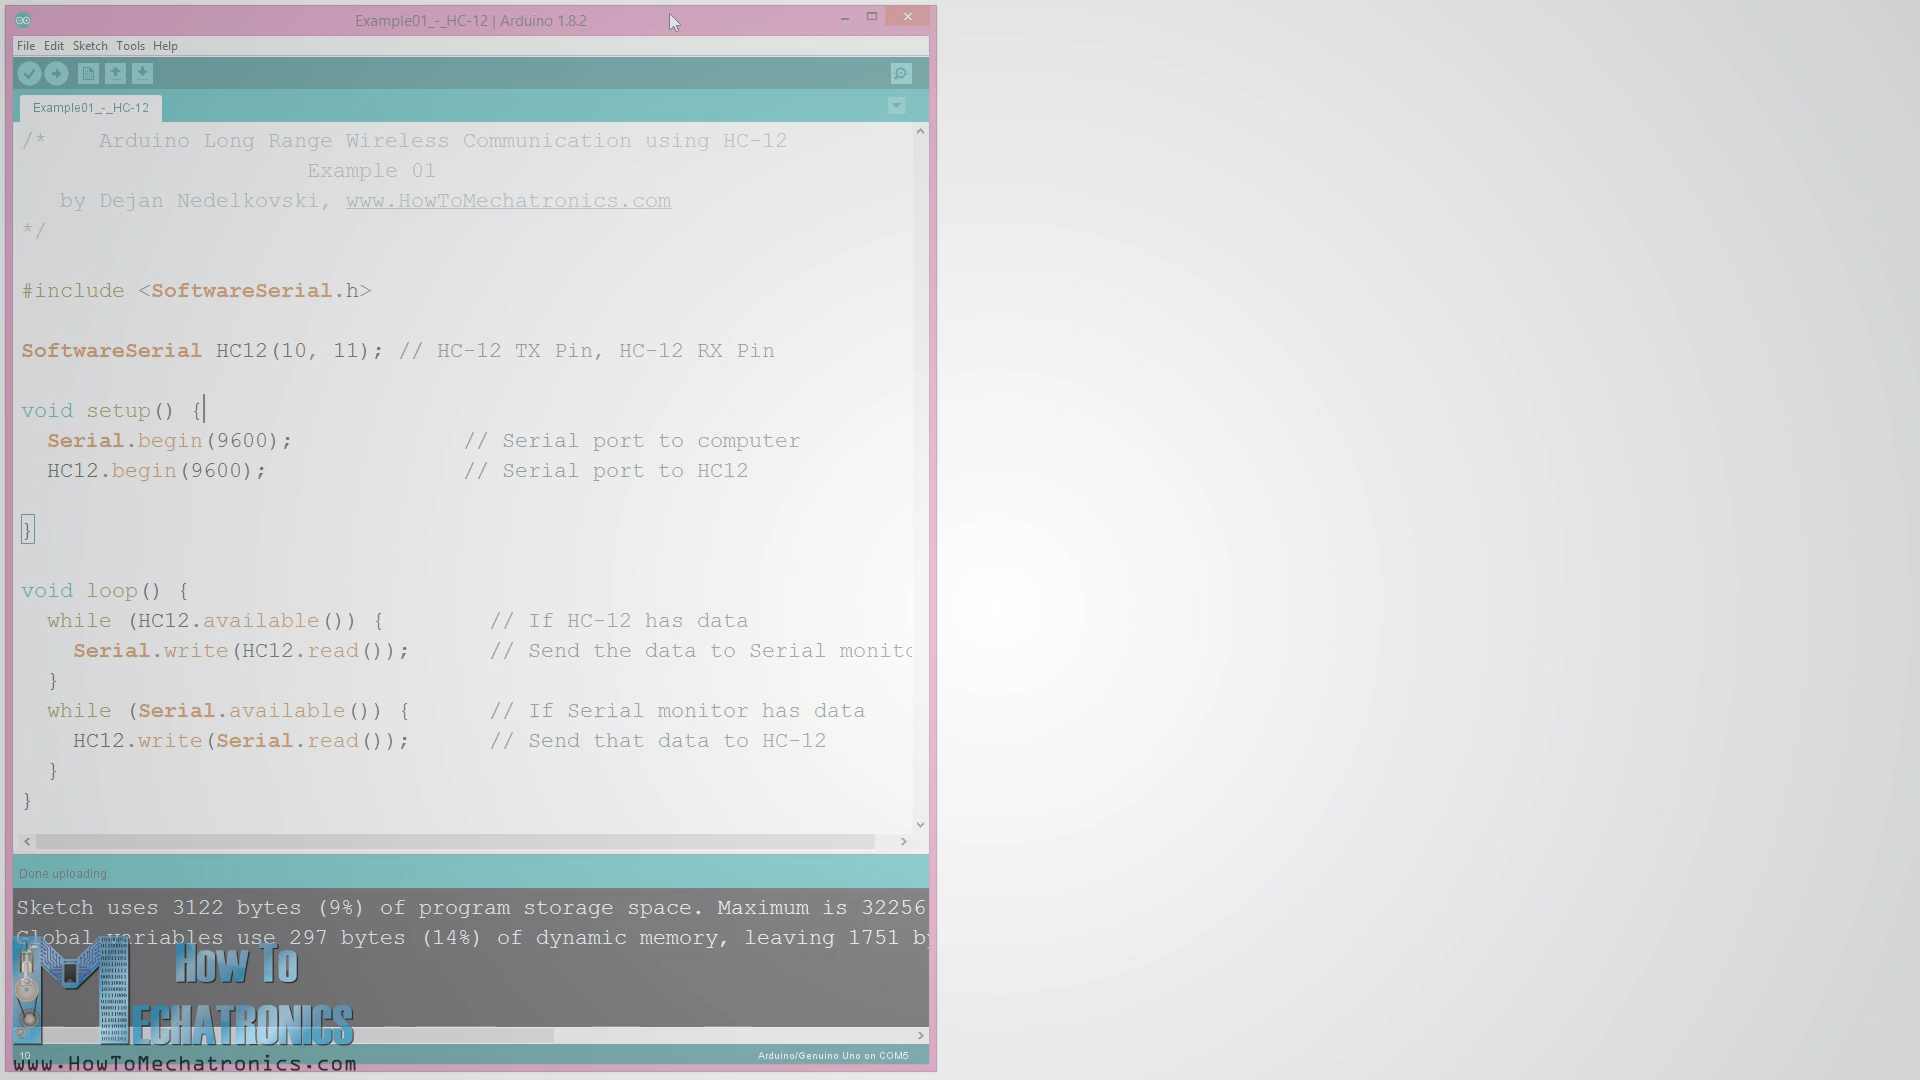 Example01_-_HC-12 | Arduino 1.8.2
File Edit Sketch Tools Help
Example01_-_HC-12
/*    Arduino Long Range Wireless Communication using HC-12
                      Example 01
   by Dejan Nedelkovski, www.HowToMechatronics.com
*/
#include <SoftwareSerial.h>
SoftwareSerial HC12(10, 11); // HC-12 TX Pin, HC-12 RX Pin
void setup() {
  Serial.begin(9600);             // Serial port to computer
  HC12.begin(9600);               // Serial port to HC12
}
void loop() {
  while (HC12.available()) {        // If HC-12 has data
    Serial.write(HC12.read());      // Send the data to Serial monito
  }
  while (Serial.available()) {      // If Serial monitor has data
    HC12.write(Serial.read());      // Send that data to HC-12
  }
}
Done uploading.
Sketch uses 3122 bytes (9%) of program storage space. Maximum is 32256
Global variables use 297 bytes (14%) of dynamic memory, leaving 1751 by
How To
MECHATRONICS
10
Arduino/Genuino Uno on COM5
www.HowToMechatronics.com